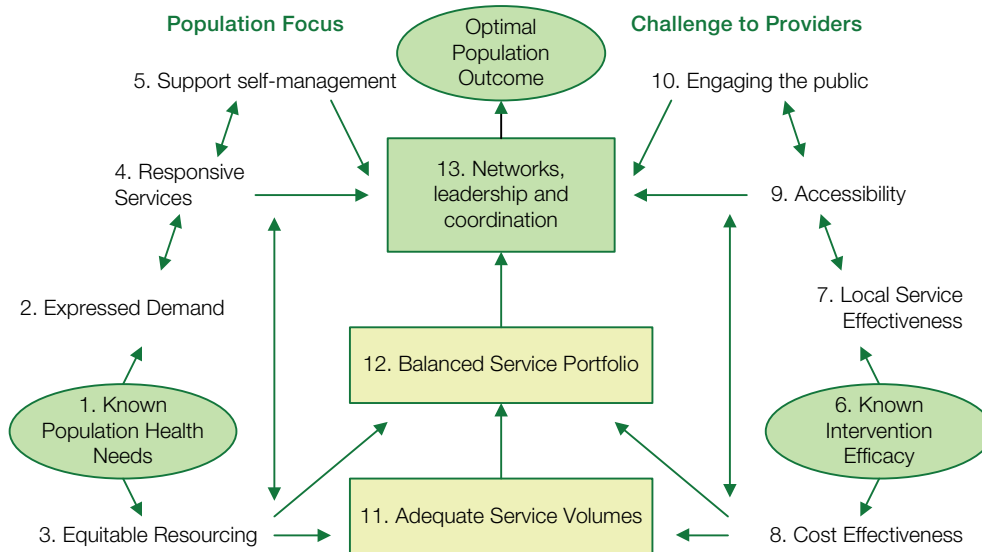 Population Focus
Optimal
Population
Outcome
Challenge to Providers
5. Support self-management
10. Engaging the public
4. Responsive
Services
13. Networks,
leadership and
coordination
9. Accessibility
2. Expressed Demand
7. Local Service
Effectiveness
12. Balanced Service Portfolio
1. Known
Population Health
Needs
6. Known
Intervention
Efficacy
3. Equitable Resourcing
11. Adequate Service Volumes
8. Cost Effectiveness